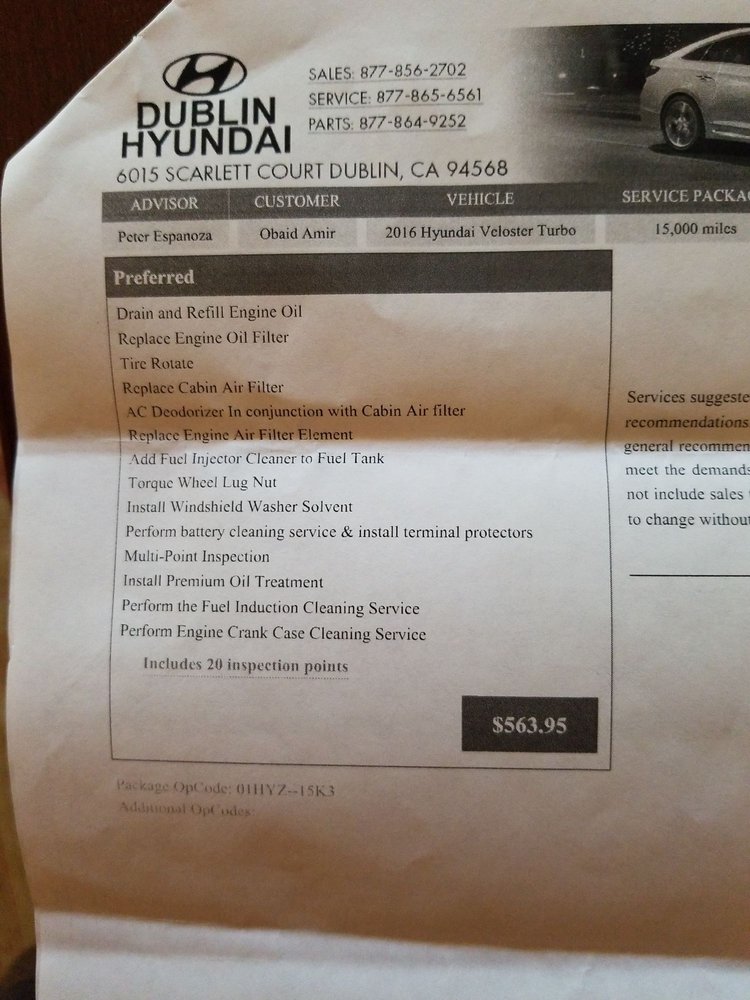 SALES: 877-856-2702
SERVICE: 877-865-6561
PARTS: 877-864-9252
DUBLIN
HYUNDAI
6015 SCARLETT COURT DUBLIN, CA 94568
ADVISOR CUSTOMER VEHICLE SERVICE PACKAG
Peter Espanoza Obaid Amir 2016 Hyundai Veloster Turbo 15,000 miles
Preferred
Drain and Refill Engine Oil
Replace Engine Oil Filter
Tire Rotate
Replace Cabin Air Filter
AC Deodorizer In conjunction with Cabin Air filter
Replace Engine Air Filter Element
Add Fuel Injector Cleaner to Fuel Tank
Torque Wheel Lug Nut
Install Windshield Washer Solvent
Perform battery cleaning service & install terminal protectors
Multi-Point Inspection
Install Premium Oil Treatment
Perform the Fuel Induction Cleaning Service
Perform Engine Crank Case Cleaning Service
Includes 20 inspection points
$563.95
Package OpCode: 01HYZ--15K3
Additional OpCodes:
Services suggeste
recommendations
general recommen
meet the demands
not include sales
to change without